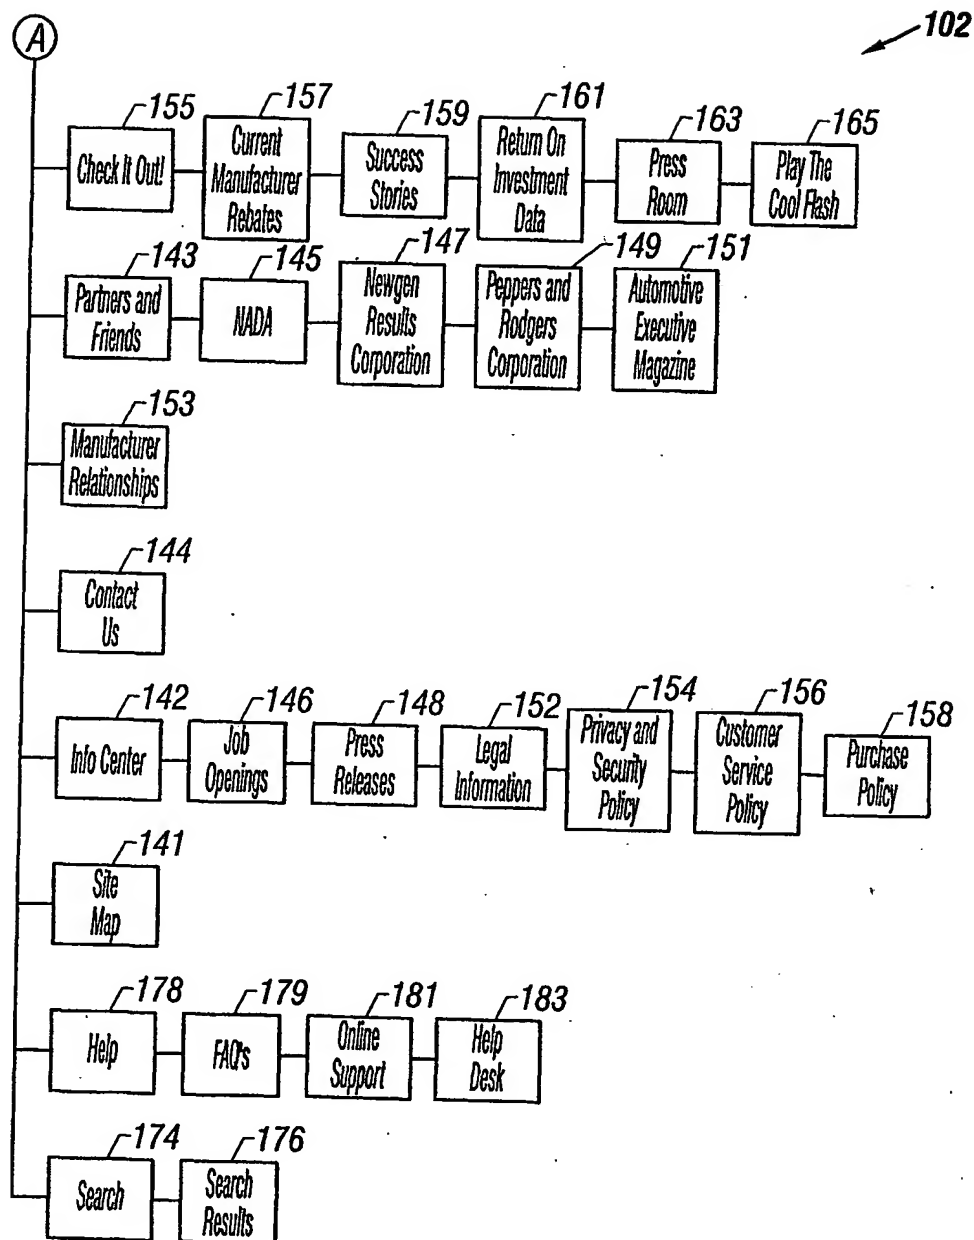 A
102
155
Check It Out!
157
Current
Manufacturer
Rebates
159
Success
Stories
161
Return On
Investment
Data
163
Press
Room
165
Play The
Cool Flash
143
Partners and
Friends
145
NADA
147
Newgen
Results
Corporation
149
Peppers and
Rodgers
Corporation
151
Automotive
Executive
Magazine
153
Manufacturer
Relationships
144
Contact
Us
142
Info Center
146
Job
Openings
148
Press
Releases
152
Legal
Information
154
Privacy and
Security
Policy
156
Customer
Service
Policy
158
Purchase
Policy
141
Site
Map
178
Help
179
FAQ's
181
Online
Support
183
Help
Desk
174
Search
176
Search
Results